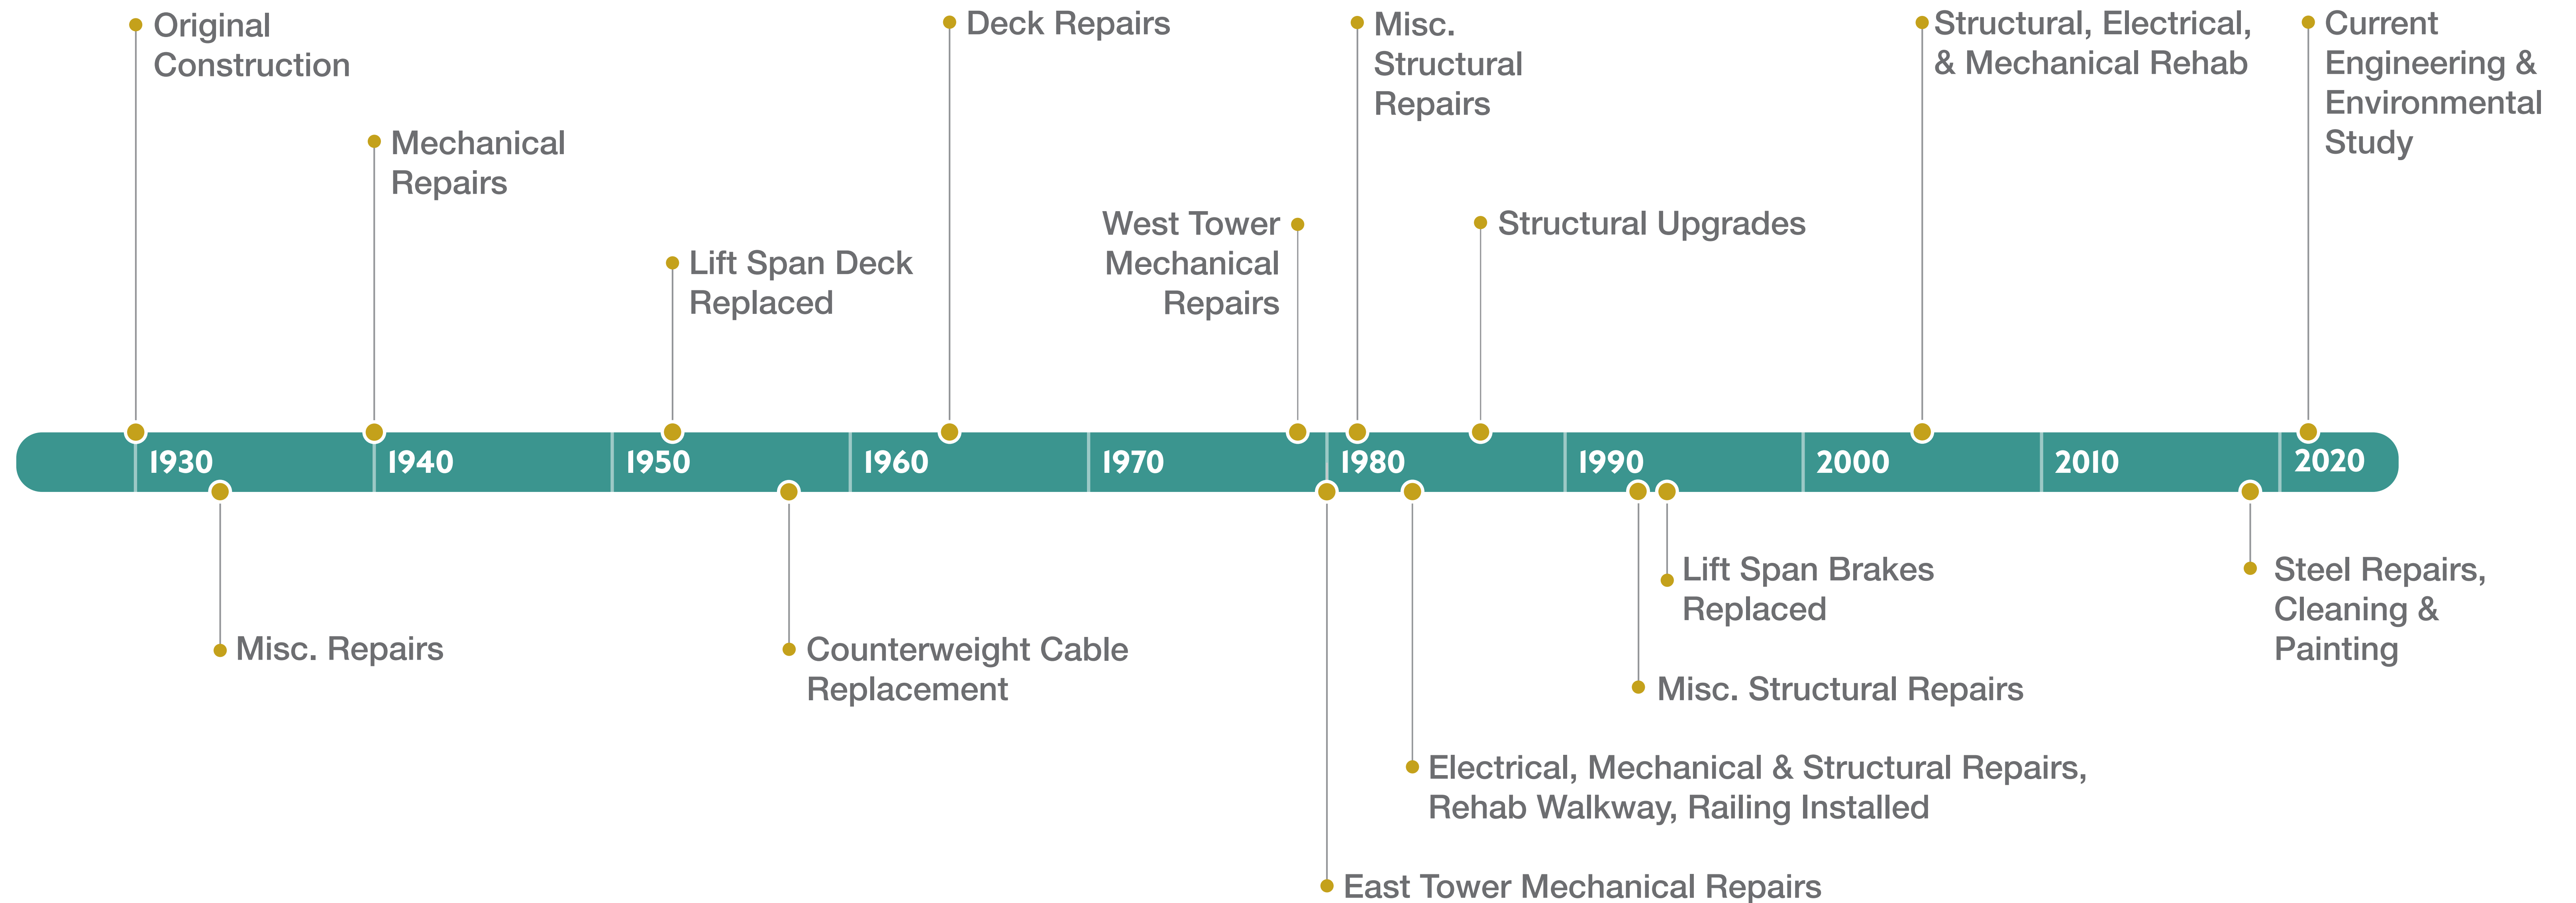 Original
Construction
Mechanical
Repairs
Lift Span Deck
Replaced
Deck Repairs
West Tower
Mechanical
Repairs
Misc.
Structural
Repairs
Structural Upgrades
Structural, Electrical,
& Mechanical Rehab
Current
Engineering &
Environmental
Study
1930 1940 1950 1960 1970 1980 1990 2000 2010 2020
Misc. Repairs
Counterweight Cable
Replacement
East Tower Mechanical Repairs
Electrical, Mechanical & Structural Repairs,
Rehab Walkway, Railing Installed
Misc. Structural Repairs
Lift Span Brakes
Replaced
Steel Repairs,
Cleaning &
Painting